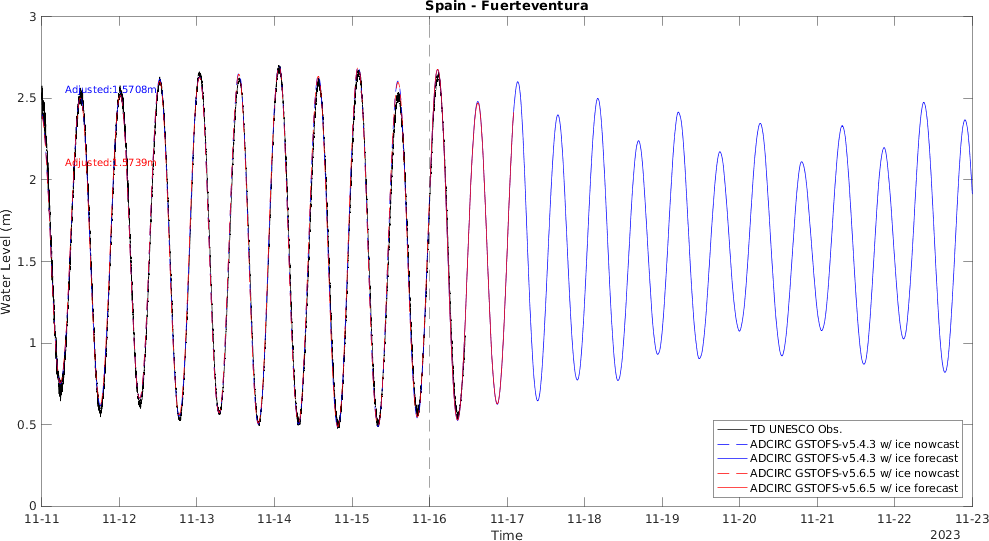 Spain - Fuerteventura
3
2.5
2
1.5
1
0.5
0
Water Level (m)
Adjusted:1.5708m
Adjusted:1.5739m
TD UNESCO Obs.
ADCIRC GSTOFS-v5.4.3 w/ ice nowcast
ADCIRC GSTOFS-v5.4.3 w/ ice forecast
ADCIRC GSTOFS-v5.6.5 w/ ice nowcast
ADCIRC GSTOFS-v5.6.5 w/ ice forecast
11-11 11-12 11-13 11-14 11-15 11-16 11-17 11-18 11-19 11-20 11-21 11-22 11-23
Time
2023